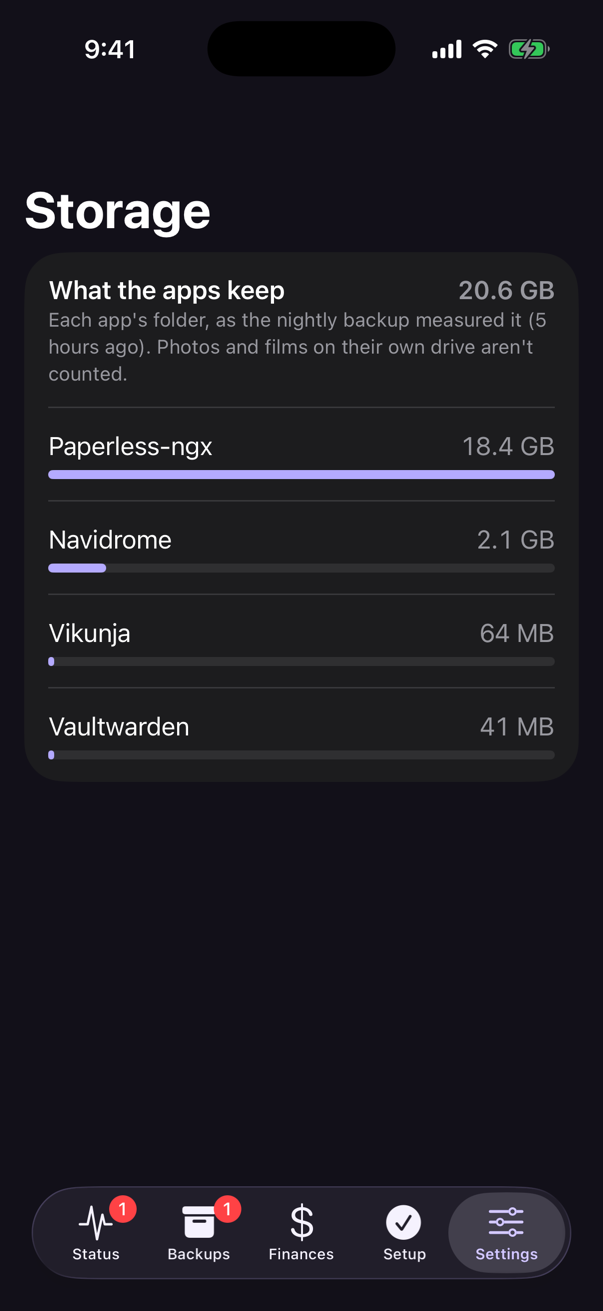 9:41
Storage
What the apps keep 20.6 GB
Each app's folder, as the nightly backup measured it (5
hours ago). Photos and films on their own drive aren't
counted.
Paperless-ngx 18.4 GB
Navidrome 2.1 GB
Vikunja 64 MB
Vaultwarden 41 MB
1 1
Status Backups Finances Setup Settings